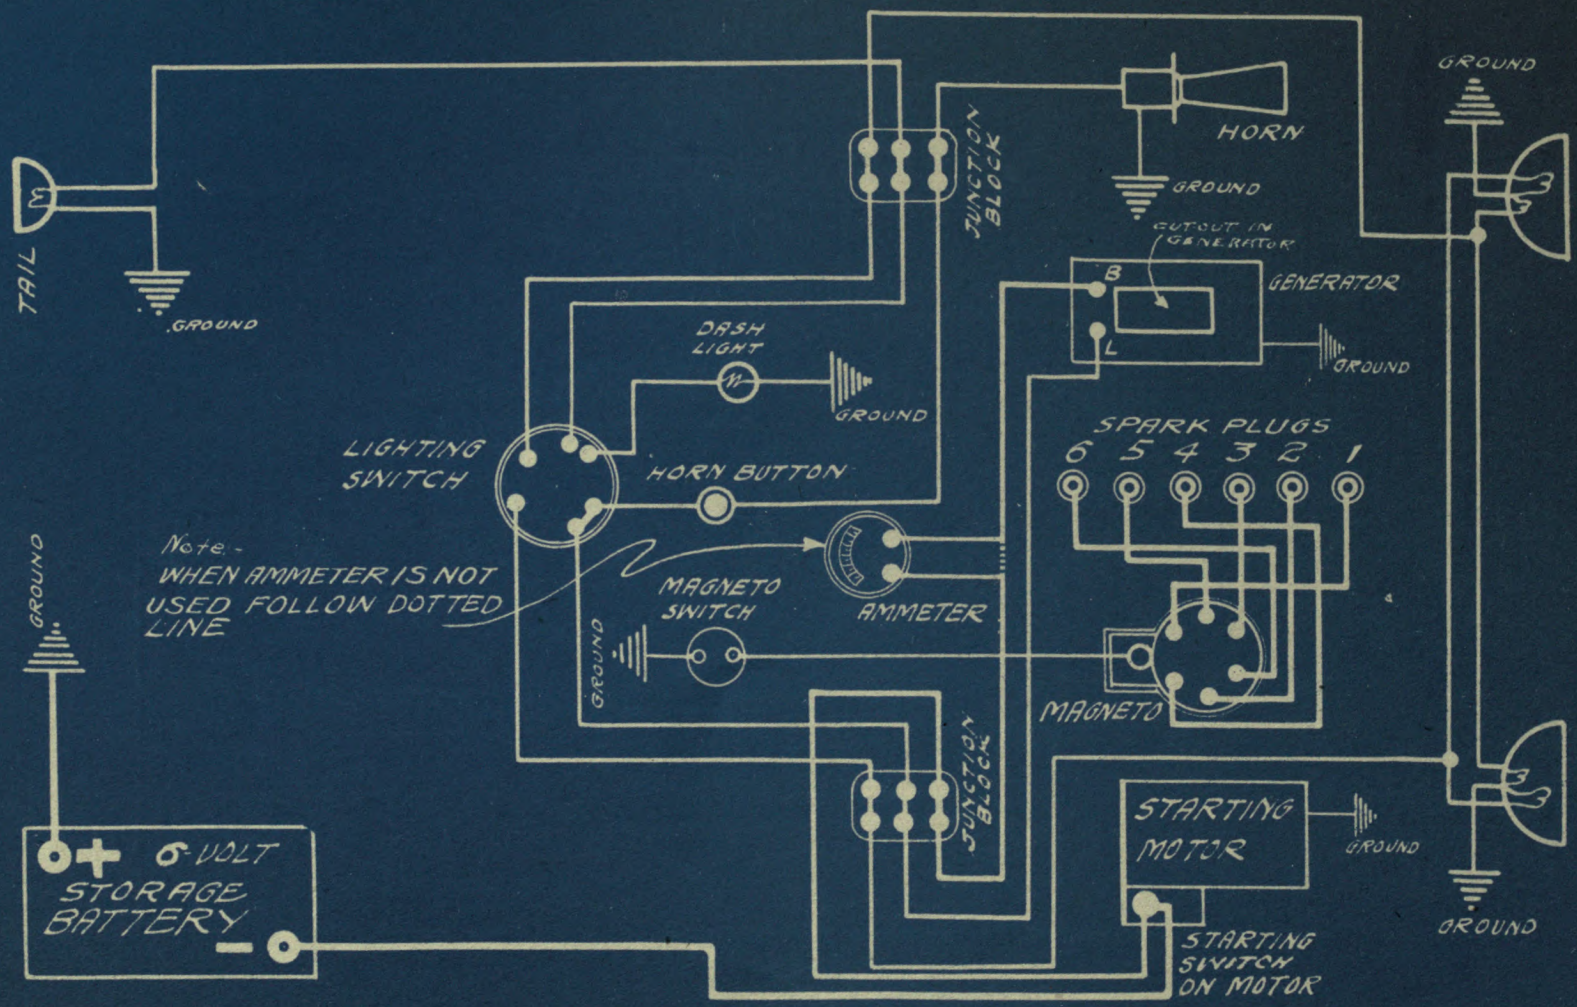 GROUND
HORN
JUNCTION
BLOCK
GROUND
CUTOUT IN
GENERATOR
TAIL
GROUND
B
GENERATOR
L
GROUND
DASH
LIGHT
GROUND
SPARK PLUGS
6 5 4 3 2 1
LIGHTING
SWITCH
HORN BUTTON
Note-
WHEN AMMETER IS NOT
USED FOLLOW DOTTED
LINE
GROUND
MAGNETO
SWITCH
AMMETER
GROUND
MAGNETO
JUNCTION
BLOCK
STARTING
MOTOR
GROUND
+ 6-VOLT
STORAGE
BATTERY
-
GROUND
STARTING
SWITCH
ON MOTOR